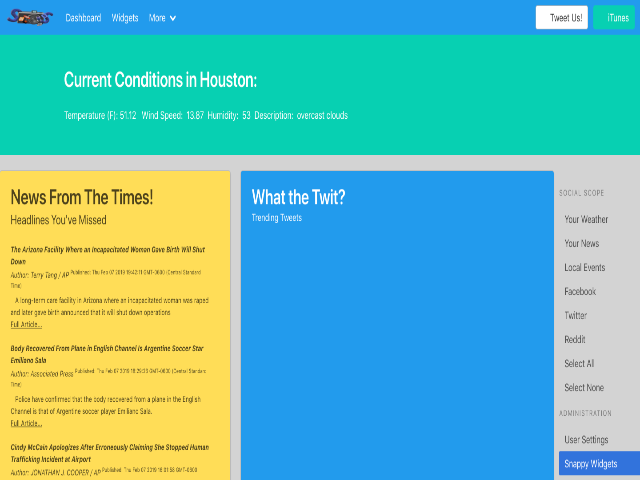 Dashboard Widgets More
Tweet Us! iTunes
Current Conditions in Houston:
Temperature (F): 51.12 Wind Speed: 13.87 Humidity: 53 Description: overcast clouds
News From The Times!
Headlines You've Missed
The Arizona Facility Where an Incapacitated Woman Gave Birth Will Shut
Down
Author: Terry Tang / AP Published: Thu Feb 07 2019 19:42:11 GMT-0600 (Central Standard
Time)
A long-term care facility in Arizona where an incapacitated woman was raped
and later gave birth announced that it will shut down operations.
Full Article...
Body Recovered From Plane in English Channel Is Argentine Soccer Star
Emiliano Sala
Author: Associated Press Published: Thu Feb 07 2019 18:29:23 GMT-0600 (Central Standard
Time)
Police have confirmed that the body recovered from a plane in the English
Channel is that of Argentine soccer player Emiliano Sala.
Full Article...
Cindy McCain Apologizes After Erroneously Claiming She Stopped Human
Trafficking Incident at Airport
Author: JONATHAN J. COOPER / AP Published: Thu Feb 07 2019 18:01:58 GMT-0600
What the Twit?
Trending Tweets
SOCIAL SCOPE
Your Weather
Your News
Local Events
Facebook
Twitter
Reddit
Select All
Select None
ADMINISTRATION
User Settings
Snappy Widgets